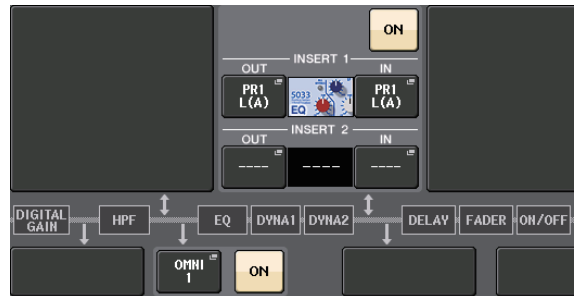 ON
INSERT 1
OUT
IN
PR1
L(A)
5033
EQ
PR1
L(A)
INSERT 2
OUT
IN
----
----
----
DIGITAL
GAIN
HPF
EQ
DYNA1
DYNA2
DELAY
FADER
ON/OFF
OMNI
1
ON